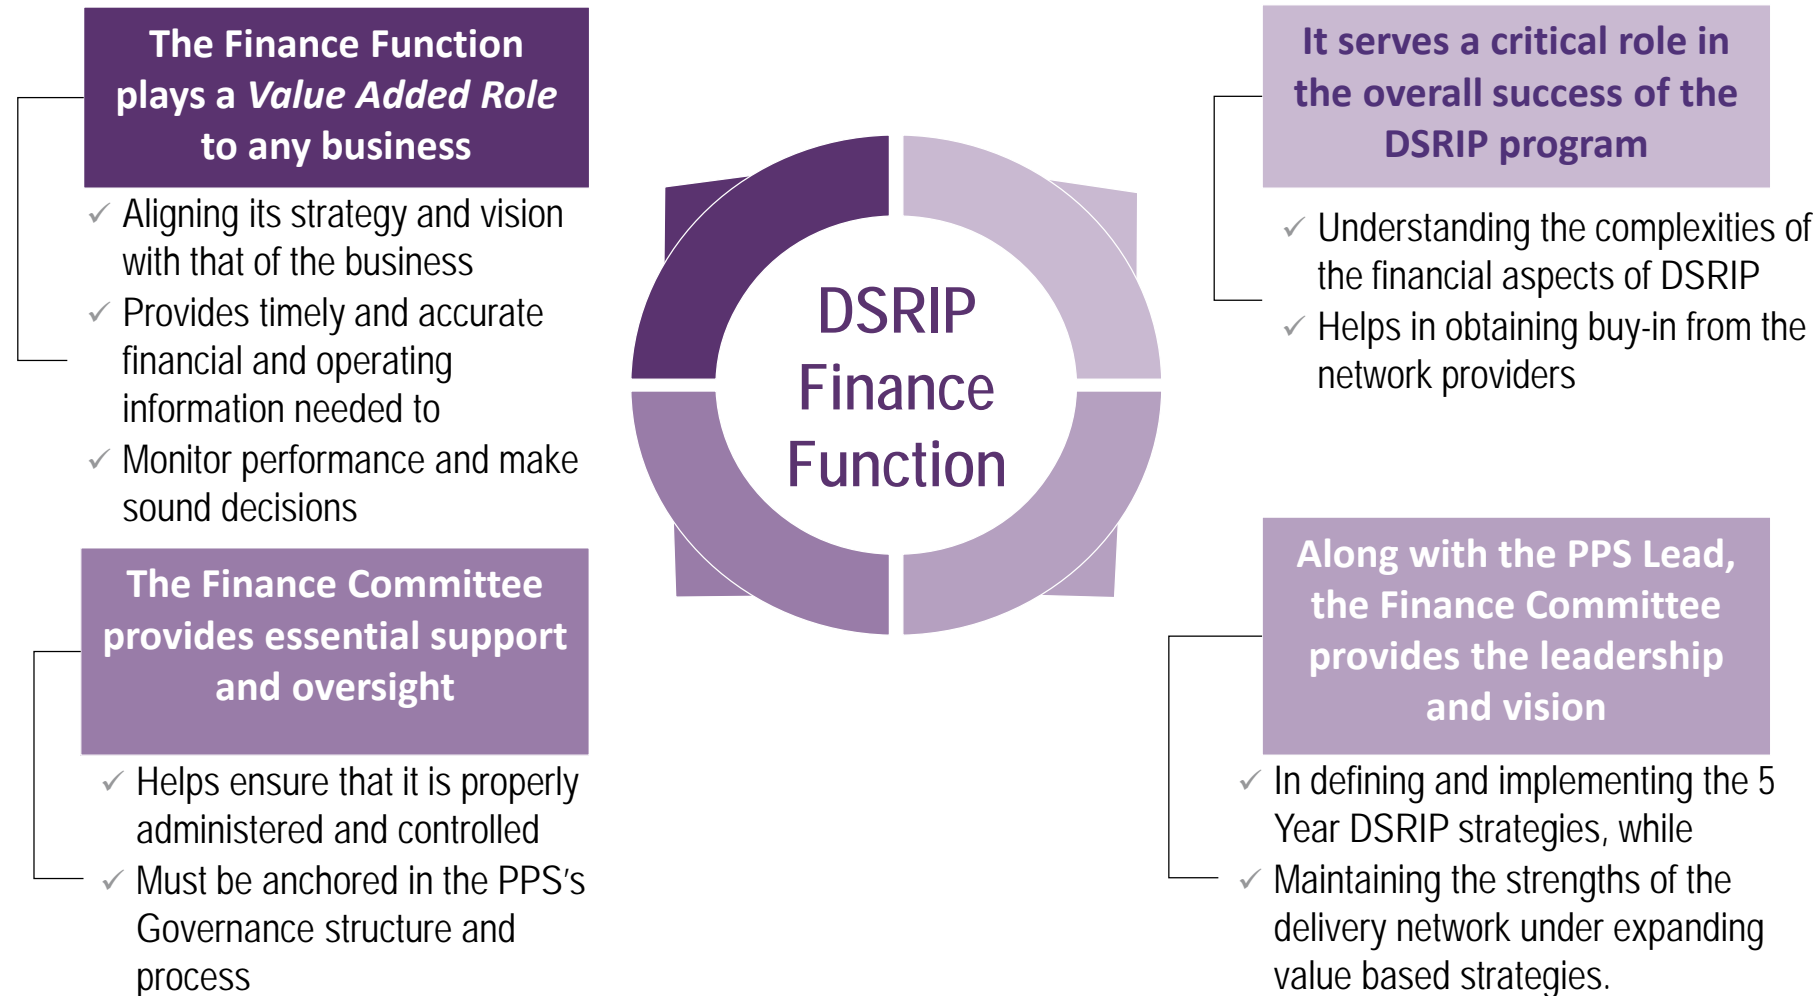 The Finance Function
plays a Value Added Role
to any business
✓ Aligning its strategy and vision
with that of the business
✓ Provides timely and accurate
financial and operating
information needed to
✓ Monitor performance and make
sound decisions
It serves a critical role in
the overall success of the
DSRIP program
✓ Understanding the complexities of
the financial aspects of DSRIP
✓ Helps in obtaining buy-in from the
network providers
DSRIP
Finance
Function
The Finance Committee
provides essential support
and oversight
✓ Helps ensure that it is properly
administered and controlled
✓ Must be anchored in the PPS's
Governance structure and
process
Along with the PPS Lead,
the Finance Committee
provides the leadership
and vision
✓ In defining and implementing the 5
Year DSRIP strategies, while
✓ Maintaining the strengths of the
delivery network under expanding
value based strategies.